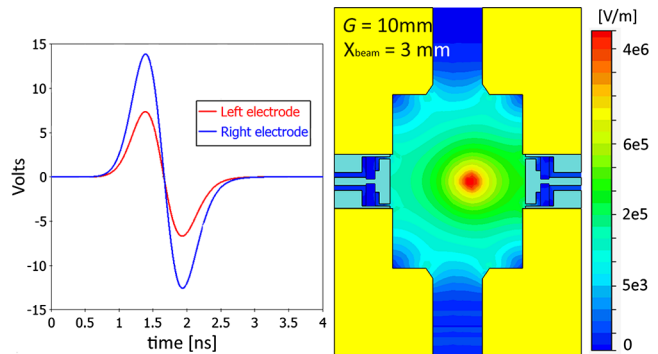 15
10
5
0
-5
-10
-15
Volts
Left electrode
Right electrode
0 0.5 1 1.5 2 2.5 3 3.5 4
time [ns]
G = 10mm
Xbeam = 3 mm
[V/m]
4e6
6e5
2e5
5e3
0